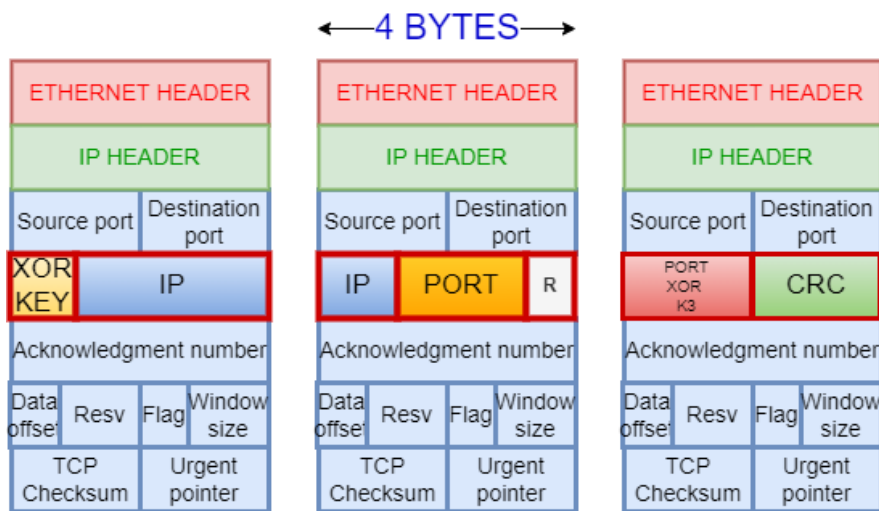 4 BYTES
ETHERNET HEADER
IP HEADER
Source port
Destination
port
XOR
KEY
IP
Acknowledgment number
Data
offset
Resv
Flag
Window
size
TCP
Checksum
Urgent
pointer
ETHERNET HEADER
IP HEADER
Source port
Destination
port
IP
PORT
R
Acknowledgment number
Data
offset
Resv
Flag
Window
size
TCP
Checksum
Urgent
pointer
ETHERNET HEADER
IP HEADER
Source port
Destination
port
PORT
XOR
K3
CRC
Acknowledgment number
Data
offset
Resv
Flag
Window
size
TCP
Checksum
Urgent
pointer